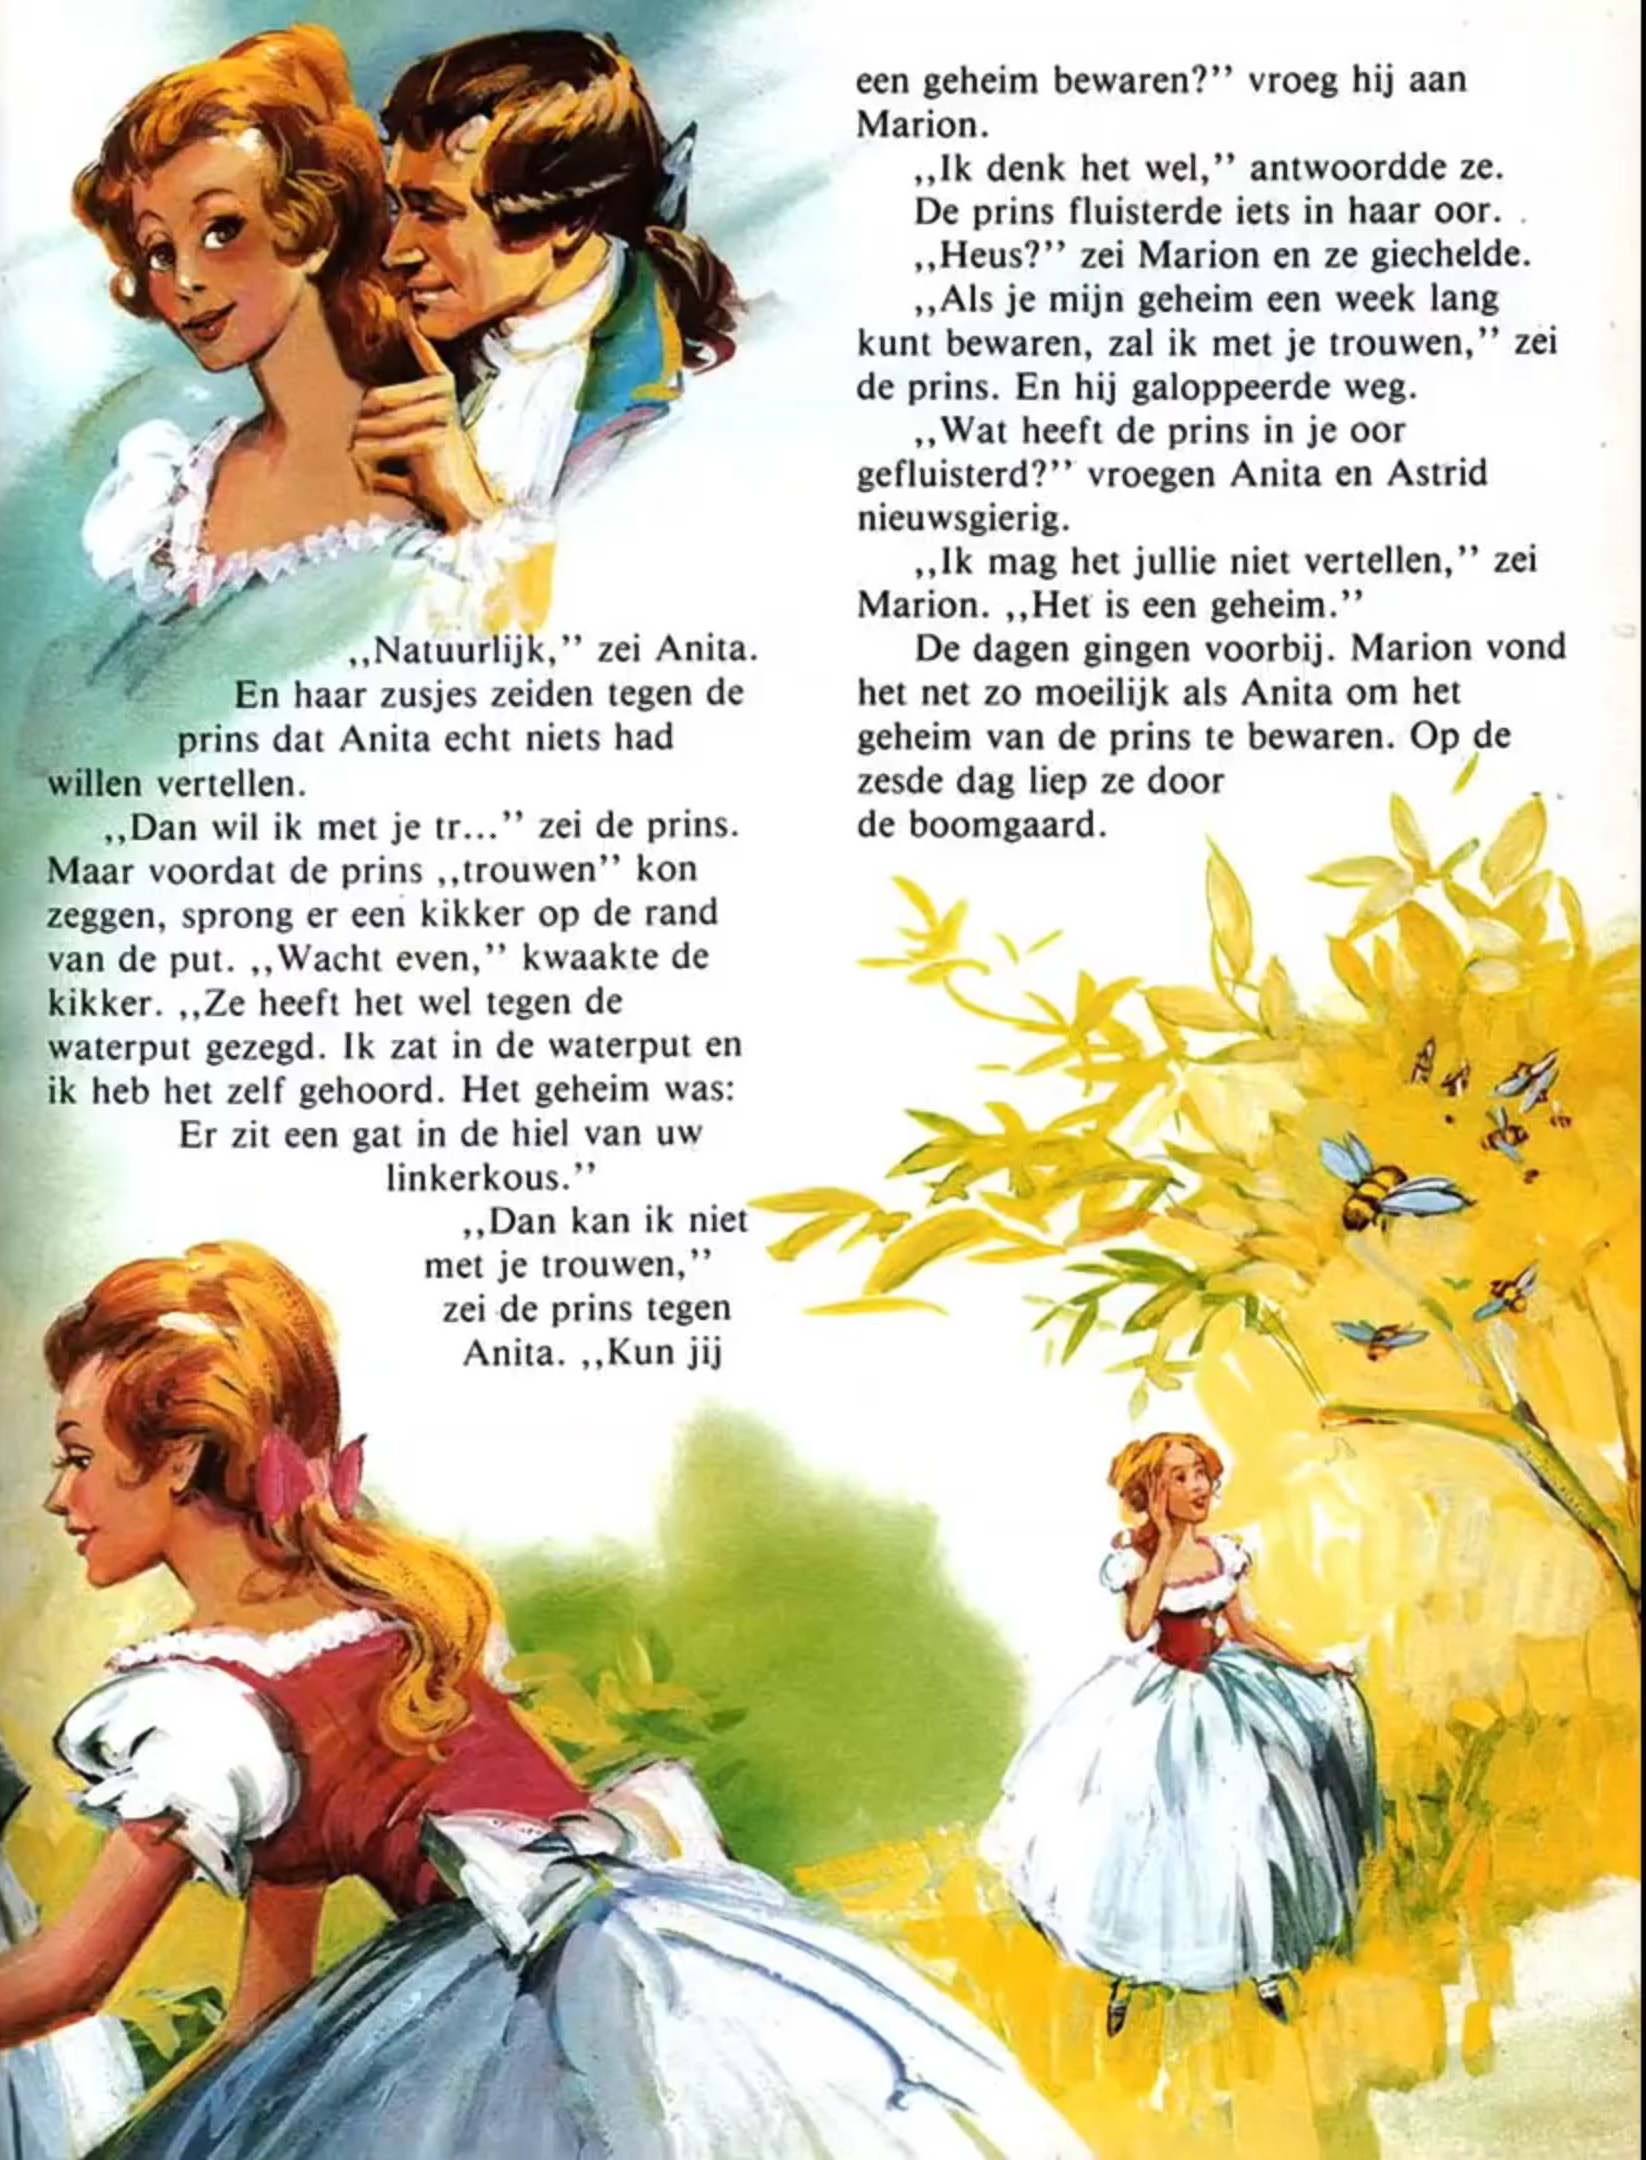 ,,Natuurlijk,” zei Anita.
En haar zusjes zeiden tegen de
prins dat Anita echt niets had
willen vertellen.
,,Dan wil ik met je tr...” zei de prins.
Maar voordat de prins ,,trouwen” kon
zeggen, sprong er een kikker op de rand
van de put. ,,Wacht even,” kwaakte de
kikker. ,,Ze heeft het wel tegen de
waterput gezegd. Ik zat in de waterput en
ik heb het zelf gehoord. Het geheim was:
Er zit een gat in de hiel van uw
linkerkous.”
,,Dan kan ik niet
met je trouwen,”
zei de prins tegen
Anita. ,,Kun jij
een geheim bewaren?” vroeg hij aan
Marion.
,,Ik denk het wel,” antwoordde ze.
De prins fluisterde iets in haar oor.
,,Heus?” zei Marion en ze giechelde.
,,Als je mijn geheim een week lang
kunt bewaren, zal ik met je trouwen,” zei
de prins. En hij galoppeerde weg.
,,Wat heeft de prins in je oor
gefluisterd?” vroegen Anita en Astrid
nieuwsgierig.
,,Ik mag het jullie niet vertellen,” zei
Marion. ,,Het is een geheim.”
De dagen gingen voorbij. Marion vond
het net zo moeilijk als Anita om het
geheim van de prins te bewaren. Op de
zesde dag liep ze door
de boomgaard.